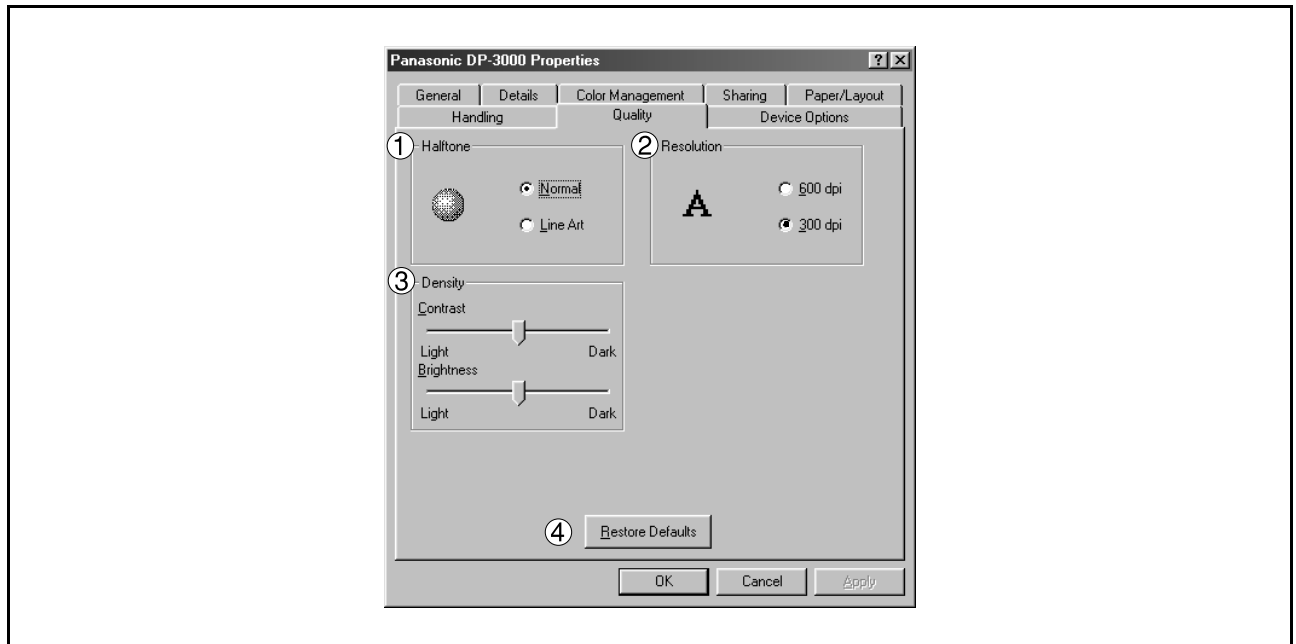 Panasonic DP-3000 Properties
General Details Color Management Sharing Paper/Layout
Handling Quality Device Options
① Halftone
Normal
Line Art
② Resolution
600 dpi
300 dpi
③ Density
Contrast
Light Dark
Brightness
Light Dark
④ Restore Defaults
OK Cancel Apply